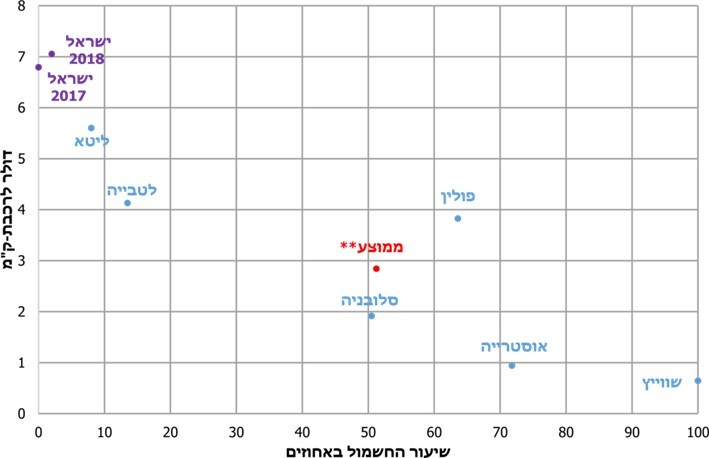 8
7
6
5
4
3
2
1
0
דולר לרכבת-ק"מ
ישראל
2018
ישראל
2017
ליטא
לטבייה
פולין
ממוצע**
סלובניה
אוסטרייה
שווייץ
0 10 20 30 40 50 60 70 80 90 100
שיעור החשמול באחוזים